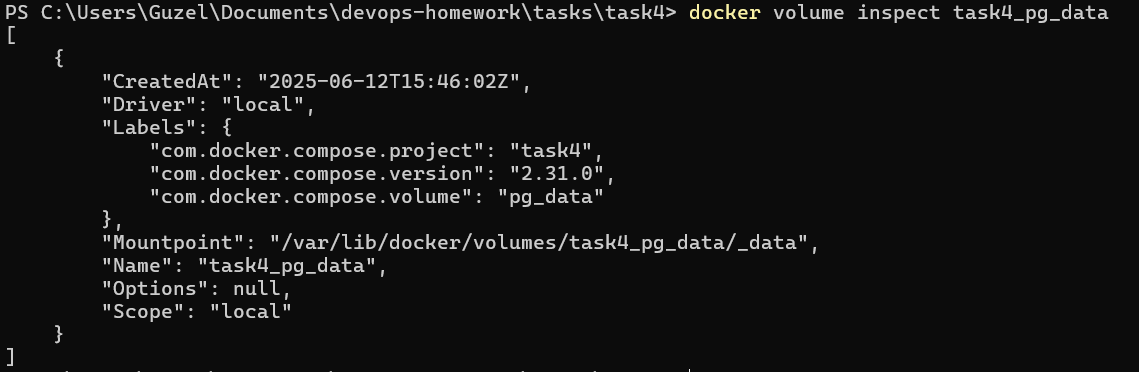 PS C:\Users\Guzel\Documents\devops-homework\tasks\task4> docker volume inspect task4_pg_data
[
    {
        "CreatedAt": "2025-06-12T15:46:02Z",
        "Driver": "local",
        "Labels": {
            "com.docker.compose.project": "task4",
            "com.docker.compose.version": "2.31.0",
            "com.docker.compose.volume": "pg_data"
        },
        "Mountpoint": "/var/lib/docker/volumes/task4_pg_data/_data",
        "Name": "task4_pg_data",
        "Options": null,
        "Scope": "local"
    }
]